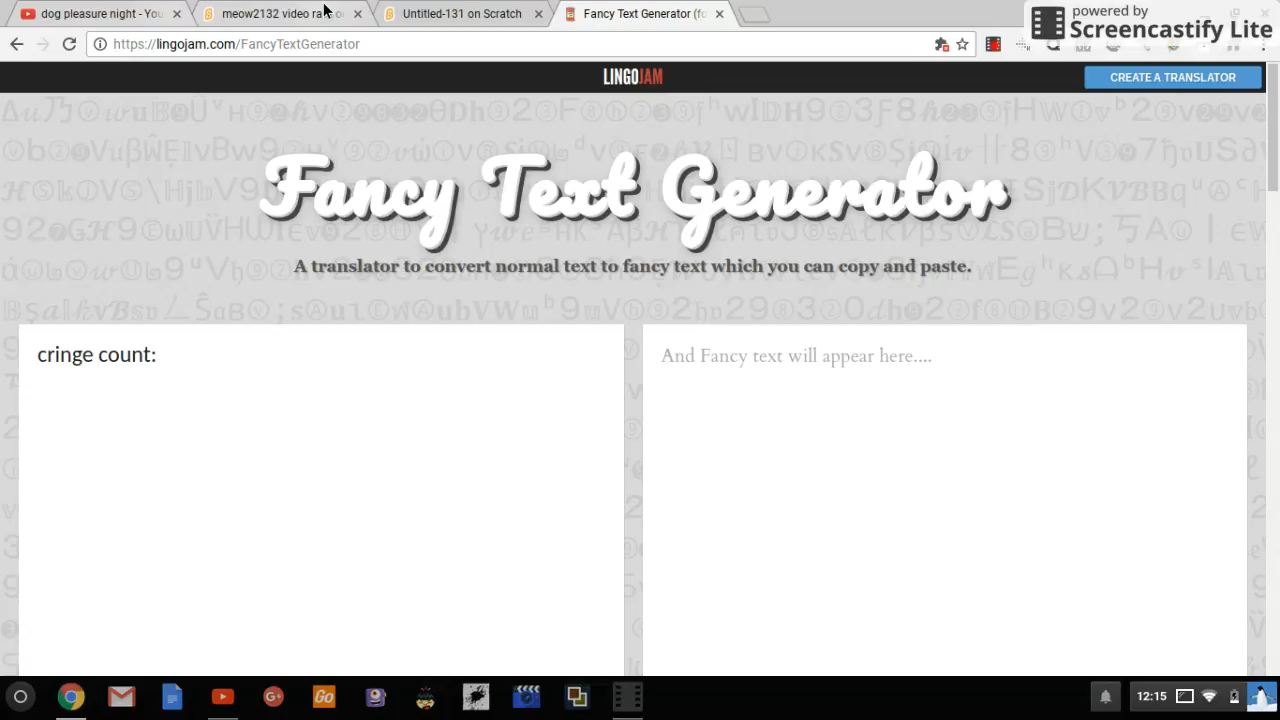 dog pleasure night - You
meow2132 video ra
Untitled-131 on Scratch
Fancy Text Generator (fo
powered by
Screencastify Lite
https://lingojam.com/FancyTextGenerator
LINGOJAM
CREATE A TRANSLATOR
Fancy Text Generator
A translator to convert normal text to fancy text which you can copy and paste.
cringe count:
And Fancy text will appear here....
Go
G+
12:15